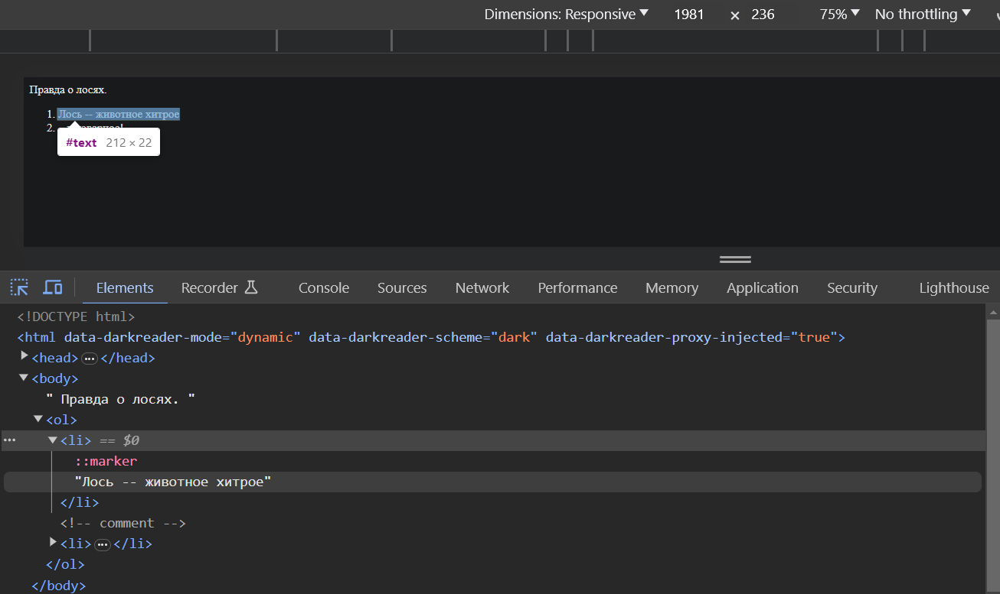 Dimensions: Responsive 1981 × 236 75% No throttling
Правда о лосях.
1. Лось -- животное хитрое
2.
#text 212 × 22
Elements Recorder Console Sources Network Performance Memory Application Security Lighthouse
<!DOCTYPE html>
<html data-darkreader-mode="dynamic" data-darkreader-scheme="dark" data-darkreader-proxy-injected="true">
<head>…</head>
<body>
" Правда о лосях. "
<ol>
… <li> == $0
::marker
"Лось -- животное хитрое"
</li>
<!-- comment -->
<li>…</li>
</ol>
</body>